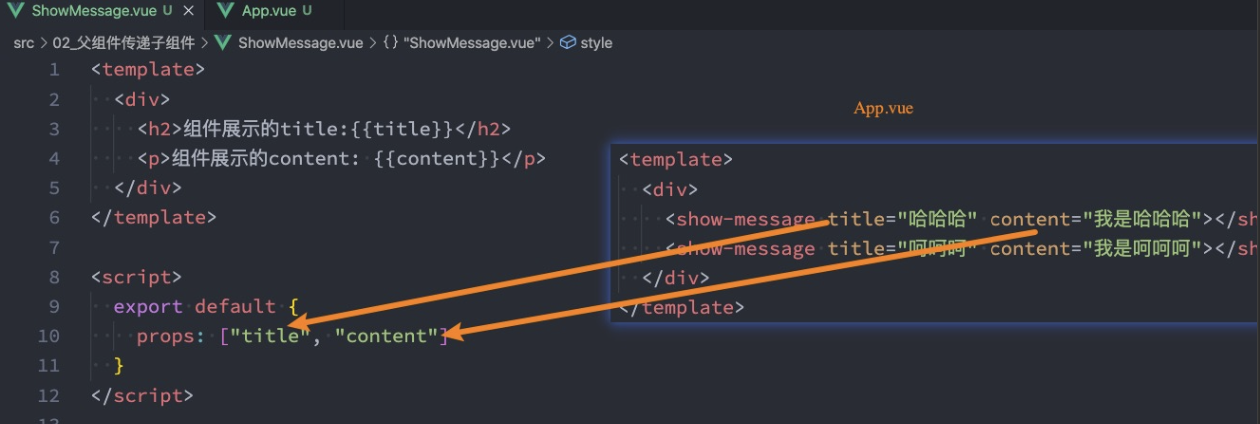 ShowMessage.vue U × App.vue U
src > 02_父组件传递子组件 > ShowMessage.vue > {} "ShowMessage.vue" > style
1 <template>
2 <div>
3 <h2>组件展示的title:{{title}}</h2>
4 <p>组件展示的content: {{content}}</p>
5 </div>
6 </template>
7
8 <script>
9 export default {
10 props: ["title", "content"]
11 }
12 </script>
13
App.vue
<template>
<div>
<show-message title="哈哈哈" content="我是哈哈哈"></sh
<show-message title="呵呵呵" content="我是呵呵呵"></sh
</div>
</template>